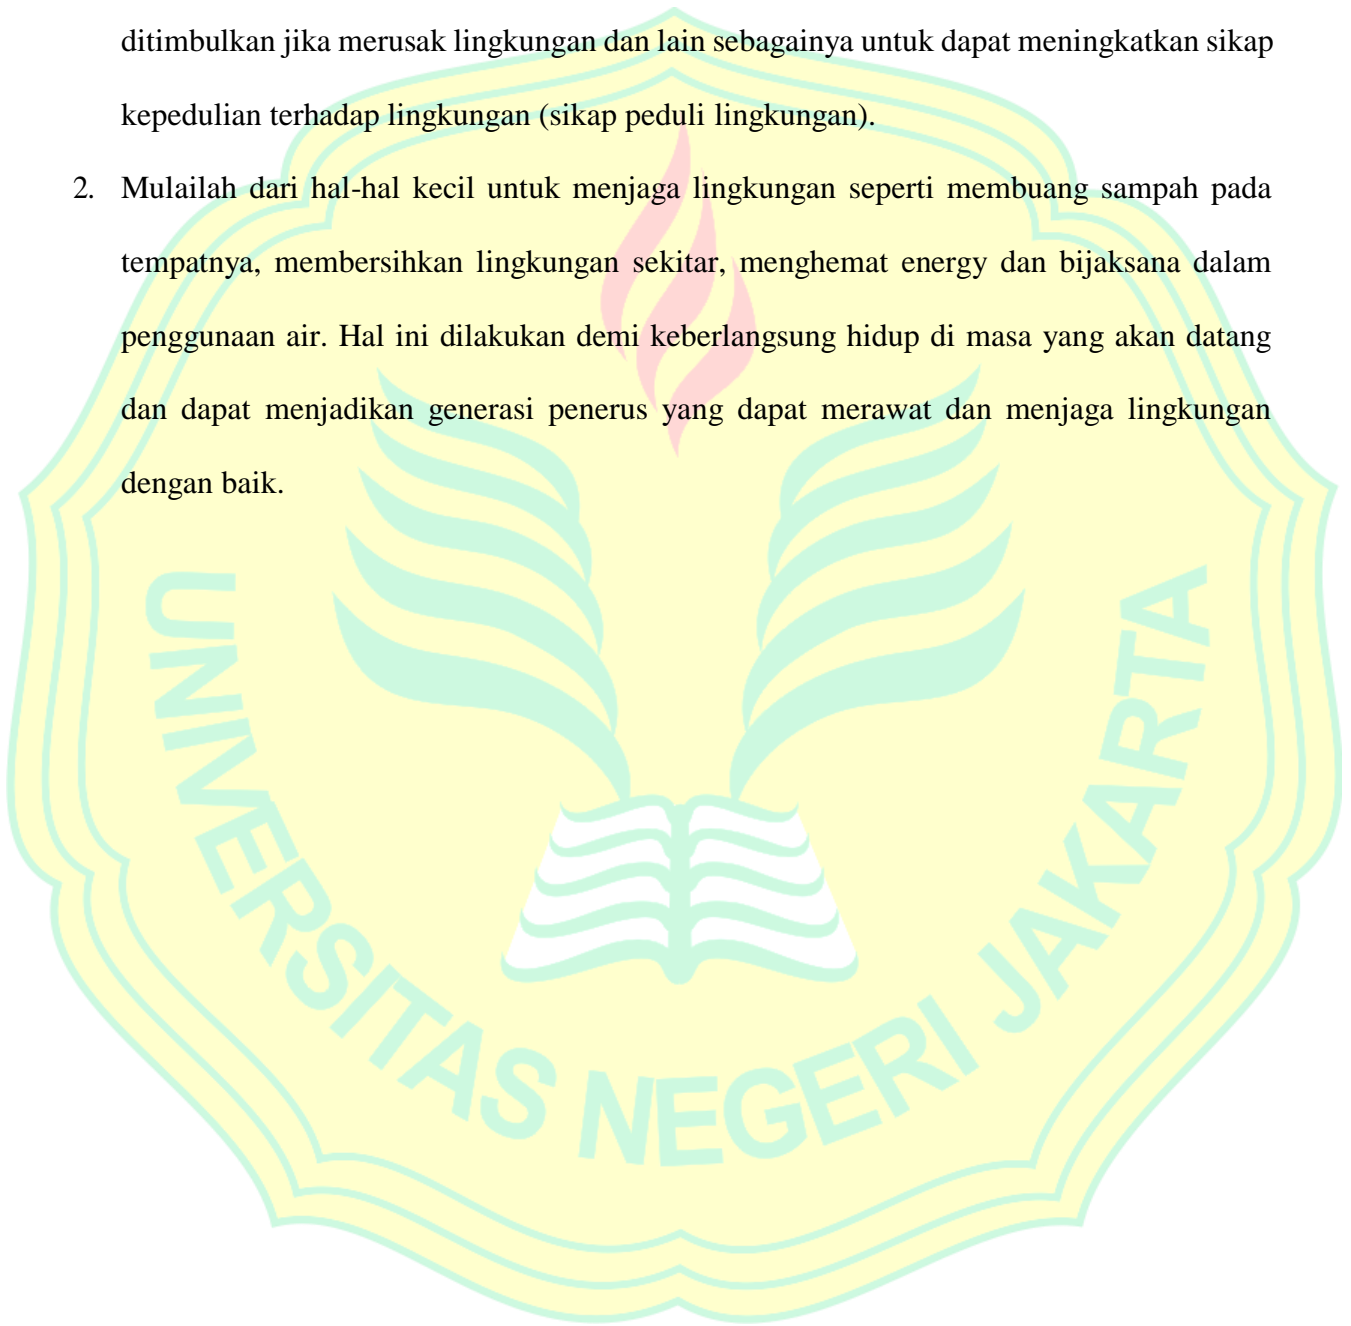 ditimbulkan jika merusak lingkungan dan lain sebagainya untuk dapat meningkatkan sikap
kepedulian terhadap lingkungan (sikap peduli lingkungan).
2. Mulailah dari hal-hal kecil untuk menjaga lingkungan seperti membuang sampah pada
tempatnya, membersihkan lingkungan sekitar, menghemat energy dan bijaksana dalam
penggunaan air. Hal ini dilakukan demi keberlangsung hidup di masa yang akan datang
dan dapat menjadikan generasi penerus yang dapat merawat dan menjaga lingkungan
dengan baik.
UNIVERSITAS NEGERI JAKARTA